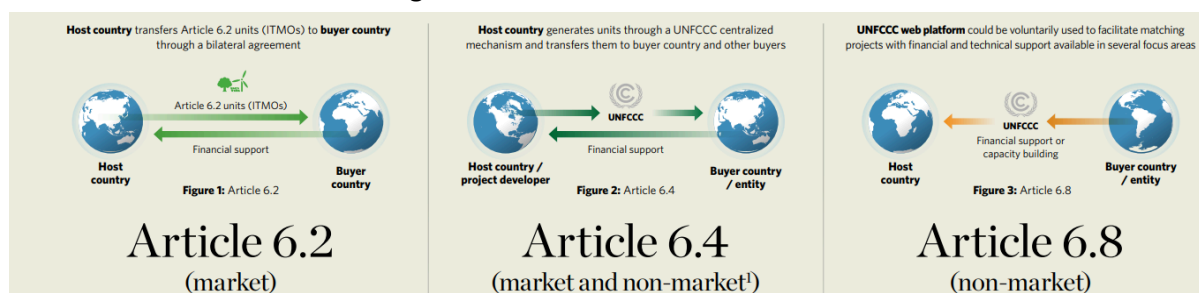 Host country transfers Article 6.2 units (ITMOs) to buyer country
through a bilateral agreement
Article 6.2 units (ITMOs)
Financial support
Host
country
Buyer
country
Figure 1: Article 6.2
Article 6.2
(market)
Host country generates units through a UNFCCC centralized
mechanism and transfers them to buyer country and other buyers
UNFCCC
Financial support
Host country /
project developer
Buyer country
/ entity
Figure 2: Article 6.4
Article 6.4
(market and non-market¹)
UNFCCC web platform could be voluntarily used to facilitate matching
projects with financial and technical support available in several focus areas
UNFCCC
Financial support or
capacity building
Host
country
Buyer country
/ entity
Figure 3: Article 6.8
Article 6.8
(non-market)